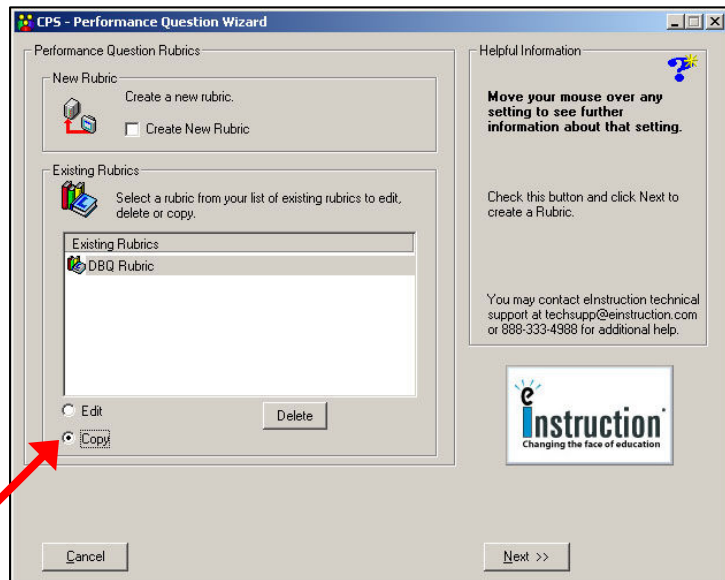 CPS - Performance Question Wizard
Performance Question Rubrics
New Rubric
Create a new rubric.
Create New Rubric
Existing Rubrics
Select a rubric from your list of existing rubrics to edit,
delete or copy.
Existing Rubrics
DBQ Rubric
Edit
Delete
Copy
Cancel
Helpful Information
Move your mouse over any
setting to see further
information about that setting.
Check this button and click Next to
create a Rubric.
You may contact eInstruction technical
support at techsupp@einstruction.com
or 888-333-4988 for additional help.
eInstruction
Changing the face of education
Next >>